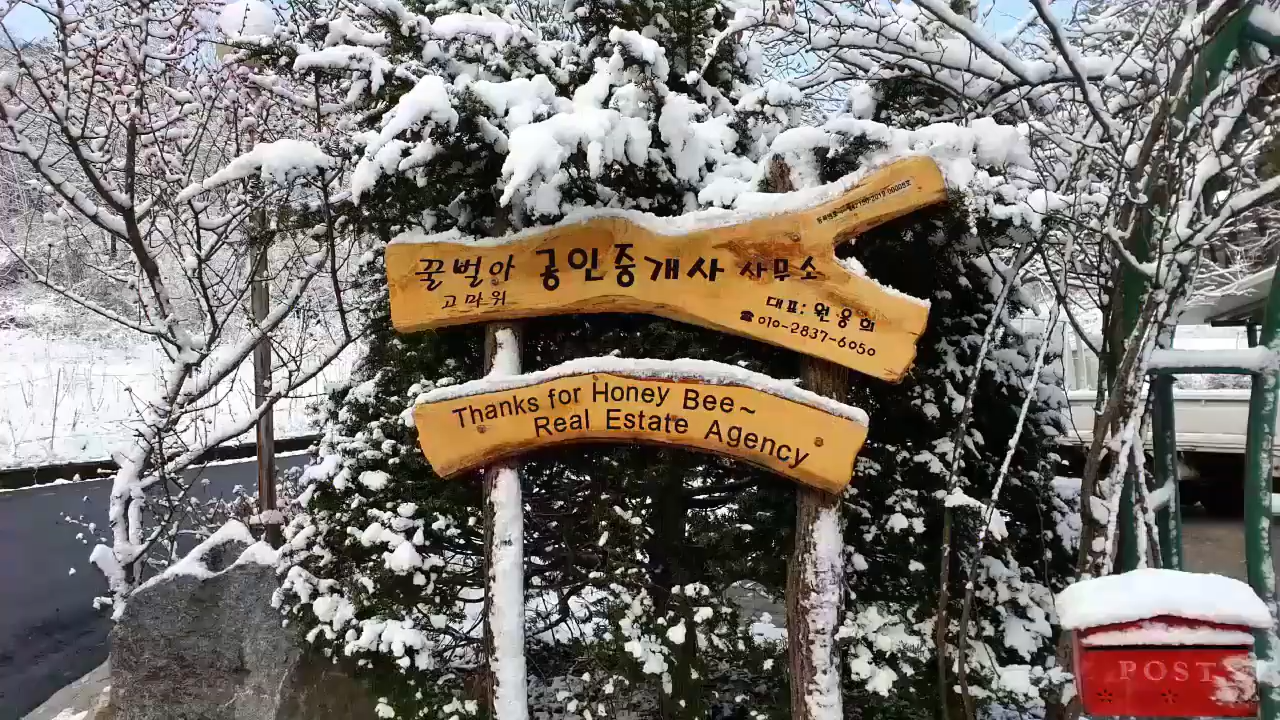 꿀벌아 공인중개사 사무소
고마워
대표: 원용희
☎010-2837-6050
Thanks for Honey Bee~
Real Estate Agency
POST